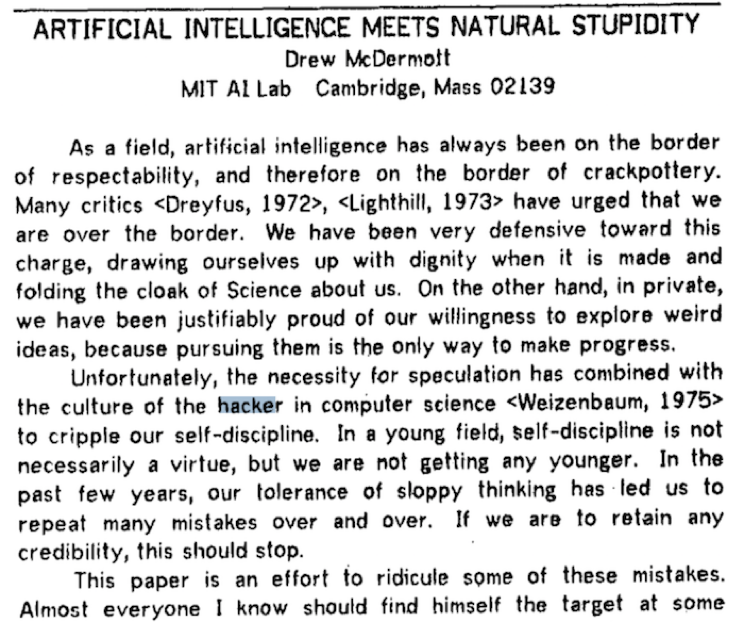 ARTIFICIAL INTELLIGENCE MEETS NATURAL STUPIDITY
Drew McDermott
MIT AI Lab Cambridge, Mass 02139
As a field, artificial intelligence has always been on the border
of respectability, and therefore on the border of crackpottery.
Many critics <Dreyfus, 1972>, <Lighthill, 1973> have urged that we
are over the border. We have been very defensive toward this
charge, drawing ourselves up with dignity when it is made and
folding the cloak of Science about us. On the other hand, in private,
we have been justifiably proud of our willingness to explore weird
ideas, because pursuing them is the only way to make progress.
Unfortunately, the necessity for speculation has combined with
the culture of the hacker in computer science <Weizenbaum, 1975>
to cripple our self-discipline. In a young field, self-discipline is not
necessarily a virtue, but we are not getting any younger. In the
past few years, our tolerance of sloppy thinking has led us to
repeat many mistakes over and over. If we are to retain any
credibility, this should stop.
This paper is an effort to ridicule some of these mistakes.
Almost everyone I know should find himself the target at some